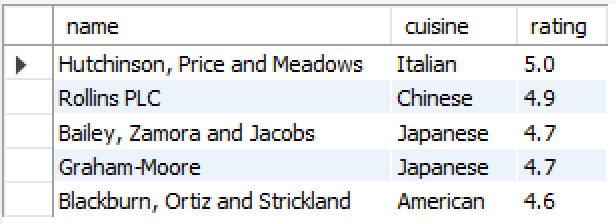 name cuisine rating
Hutchinson, Price and Meadows Italian 5.0
Rollins PLC Chinese 4.9
Bailey, Zamora and Jacobs Japanese 4.7
Graham-Moore Japanese 4.7
Blackburn, Ortiz and Strickland American 4.6